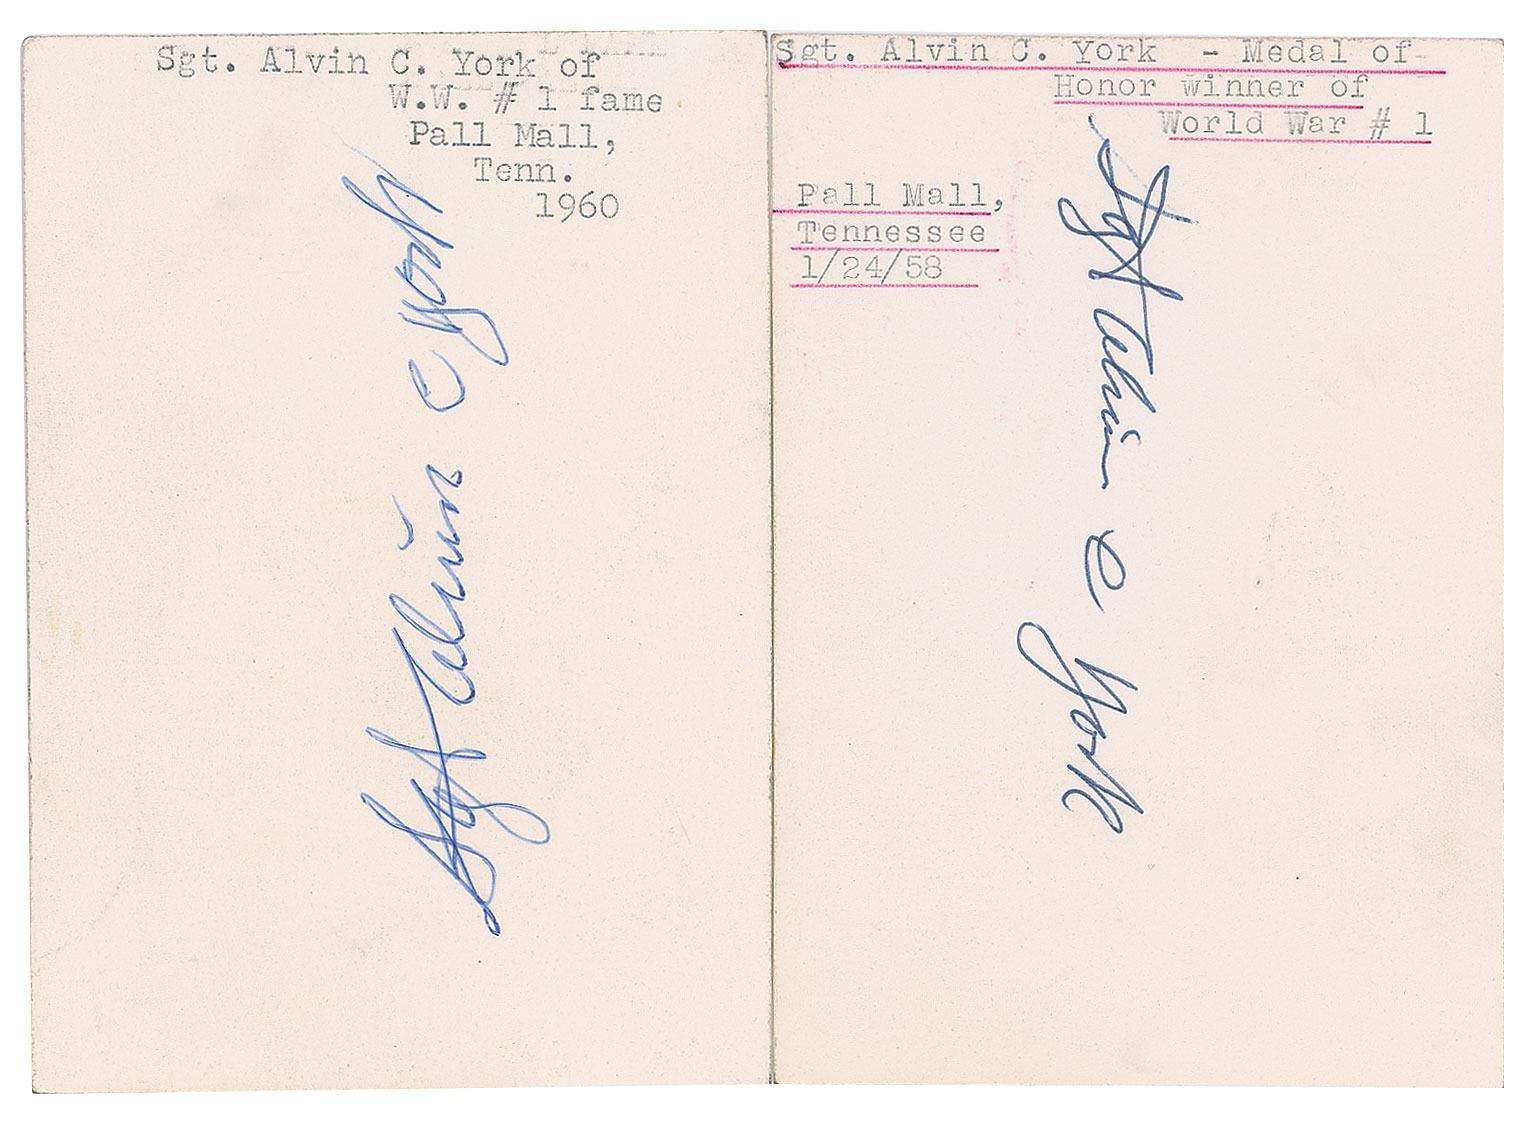 Sgt. Alvin C. York of
W.W. # 1 fame
Pall Mall,
Tenn.
1960
Sgt Alvin C York
Sgt. Alvin C. York - Medal of
Honor winner of
World War # 1
Pall Mall,
Tennessee
1/24/58
Sgt Alvin C York